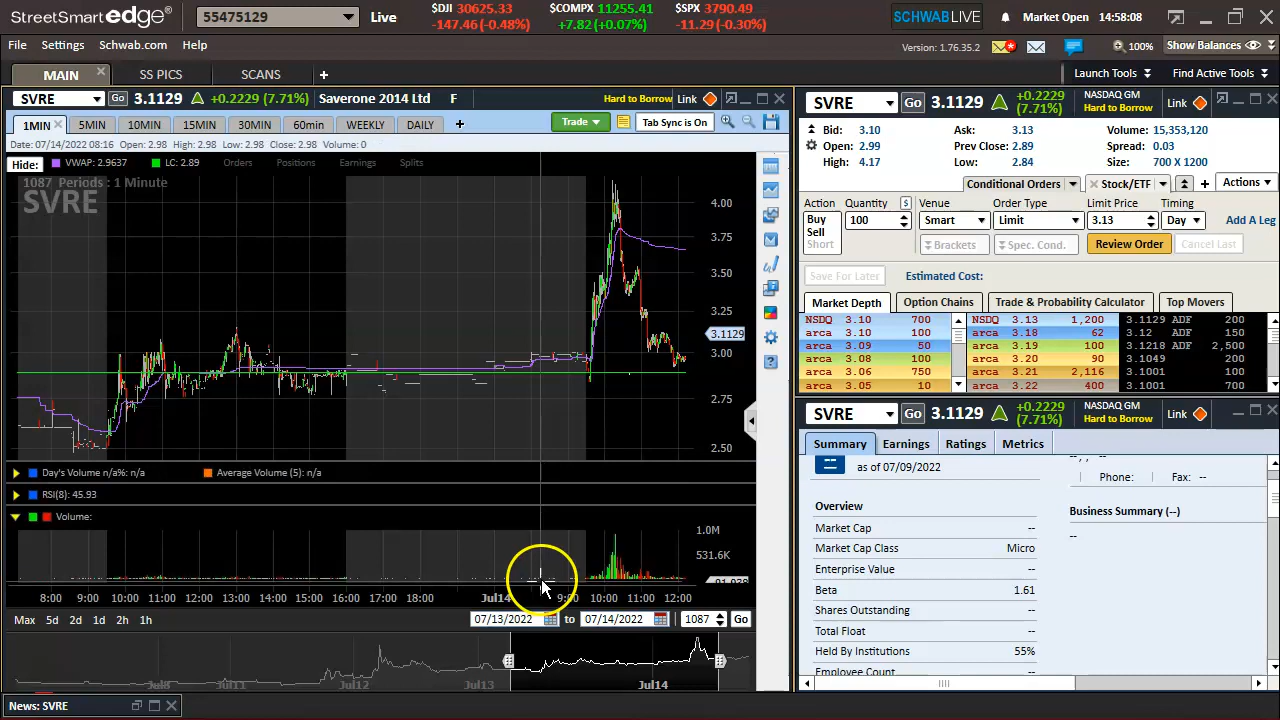 StreetSmart edge®
55475129
Live
$DJI 30625.33
-147.46 (-0.48%)
$COMPX 11255.41
+7.82 (+0.07%)
$SPX 3790.49
-11.29 (-0.30%)
SCHWABLIVE
Market Open
14:58:08
File Settings Schwab.com Help
Version: 1.76.35.2
100%
Show Balances
MAIN
SS PICS
SCANS
+
Launch Tools
Find Active Tools
SVRE
Go
3.1129
+0.2229 (7.71%)
Saverone 2014 Ltd
F
Hard to Borrow
Link
1MIN
5MIN
10MIN
15MIN
30MIN
60min
WEEKLY
DAILY
+
Trade
Tab Sync is On
Date: 07/14/2022 08:16 Open: 2.98 High: 2.98 Low: 2.98 Close: 2.98 Volume: 0
Hide:
VWAP: 2.9637
LC: 2.89
Orders
Positions
Earnings
Splits
1087 Periods : 1 Minute
SVRE
4.00
3.75
3.50
3.25
3.1129
3.00
2.75
2.50
Day's Volume n/a%: n/a
Average Volume (5): n/a
RSI(8): 45.93
Volume:
1.0M
531.6K
8:00 9:00 10:00 11:00 12:00 13:00 14:00 15:00 16:00 17:00 18:00 Jul14 9:00 10:00 11:00 12:00
Max 5d 2d 1d 2h 1h
07/13/2022 to 07/14/2022
1087
Go
Jul8
Jul11
Jul12
Jul13
Jul14
News: SVRE
SVRE
Go
3.1129
+0.2229
(7.71%)
NASDAQ GM
Hard to Borrow
Link
Bid: 3.10 Ask: 3.13 Volume: 15,353,120
Open: 2.99 Prev Close: 2.89 Spread: 0.03
High: 4.17 Low: 2.84 Size: 700 X 1200
Conditional Orders
Stock/ETF
+
Actions
Action Quantity $ Venue Order Type Limit Price Timing
Buy
Sell
Short
100 Smart Limit 3.13 Day Add A Leg
Brackets
Spec. Cond.
Review Order
Cancel Last
Save For Later
Estimated Cost:
Market Depth
Option Chains
Trade & Probability Calculator
Top Movers
NSDQ 3.10 700 NSDQ 3.13 1,200 3.1129 ADF 200
arca 3.10 100 arca 3.18 62 3.12 ADF 150
arca 3.09 50 arca 3.19 100 3.1218 ADF 2,500
arca 3.08 100 arca 3.20 90 3.1049 200
arca 3.06 750 arca 3.21 2,116 3.1001 100
arca 3.05 10 arca 3.22 400 3.1001 700
SVRE
Go
3.1129
+0.2229
(7.71%)
NASDAQ GM
Hard to Borrow
Link
Summary
Earnings
Ratings
Metrics
--
as of 07/09/2022
--, , --
Phone: Fax: --
Overview
Business Summary (--)
Market Cap --
--
Market Cap Class Micro
Enterprise Value --
Beta 1.61
Shares Outstanding --
Total Float --
Held By Institutions 55%
Employee Count